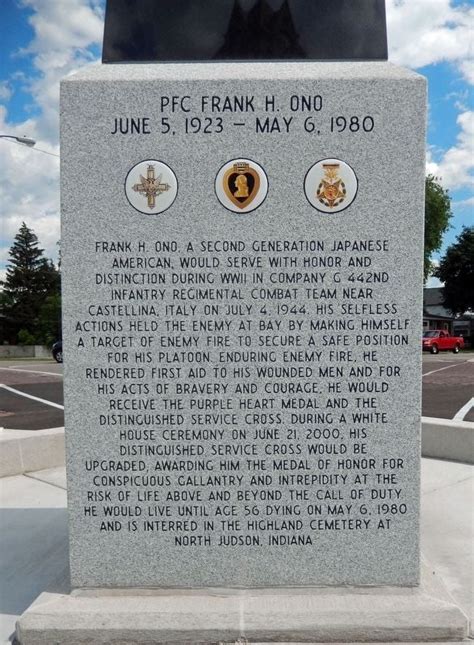 PFC FRANK H. ONO
JUNE 5, 1923 – MAY 6, 1980
FRANK H. ONO, A SECOND GENERATION JAPANESE
AMERICAN, WOULD SERVE WITH HONOR AND
DISTINCTION DURING WWII IN COMPANY G 442ND
INFANTRY REGIMENTAL COMBAT TEAM NEAR
CASTELLINA, ITALY ON JULY 4, 1944. HIS SELFLESS
ACTIONS HELD THE ENEMY AT BAY BY MAKING HIMSELF
A TARGET OF ENEMY FIRE TO SECURE A SAFE POSITION
FOR HIS PLATOON. ENDURING ENEMY FIRE, HE
RENDERED FIRST AID TO HIS WOUNDED MEN AND FOR
HIS ACTS OF BRAVERY AND COURAGE, HE WOULD
RECEIVE THE PURPLE HEART MEDAL AND THE
DISTINGUISHED SERVICE CROSS. DURING A WHITE
HOUSE CEREMONY ON JUNE 21, 2000, HIS
DISTINGUISHED SERVICE CROSS WOULD BE
UPGRADED, AWARDING HIM THE MEDAL OF HONOR FOR
CONSPICUOUS GALLANTRY AND INTREPIDITY AT THE
RISK OF LIFE ABOVE AND BEYOND THE CALL OF DUTY.
HE WOULD LIVE UNTIL AGE 56 DYING ON MAY 6, 1980
AND IS INTERRED IN THE HIGHLAND CEMETERY AT
NORTH JUDSON, INDIANA